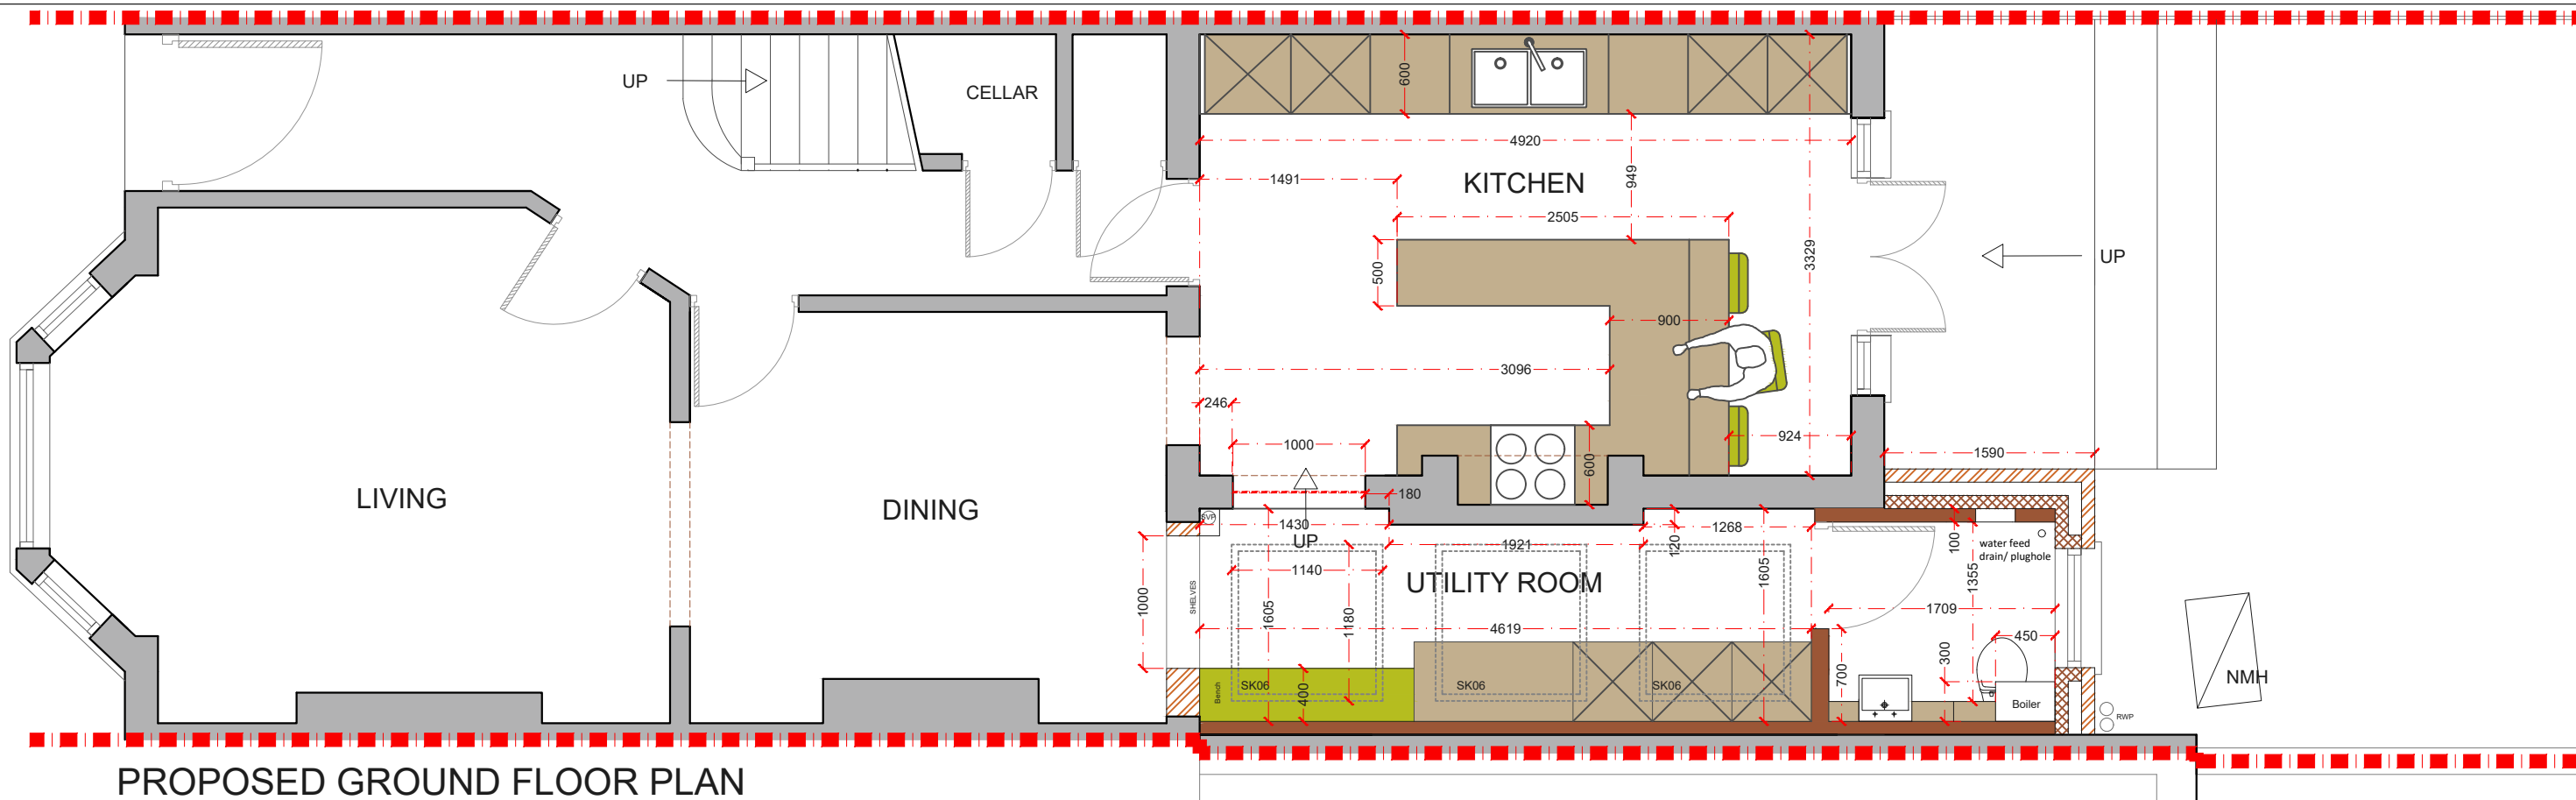 UP
CELLAR
600
4920
1491
949
KITCHEN
2505
3329
500
UP
900
3096
246
1000
924
600
1590
180
LIVING
DINING
SVP
1430
UP
1921
120
1268
100
water feed
drain/ plughole
1140
UTILITY ROOM
1605
1355
1000
SHELVES
1605
1180
1709
4619
450
300
700
NMH
Bench
SK06
400
SK06
SK06
Boiler
RWP
PROPOSED GROUND FLOOR PLAN